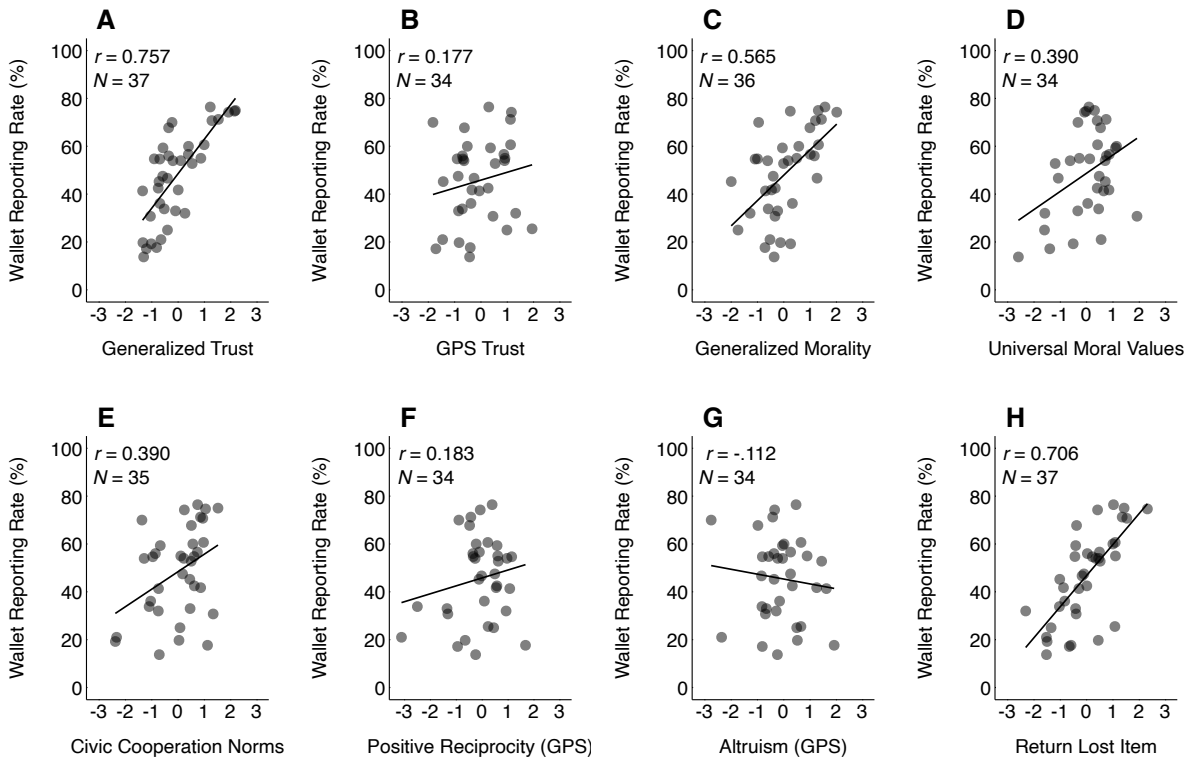 A
r = 0.757
N = 37
Wallet Reporting Rate (%)
100
80
60
40
20
0
-3 -2 -1 0 1 2 3
Generalized Trust
B
r = 0.177
N = 34
Wallet Reporting Rate (%)
100
80
60
40
20
0
-3 -2 -1 0 1 2 3
GPS Trust
C
r = 0.565
N = 36
Wallet Reporting Rate (%)
100
80
60
40
20
0
-3 -2 -1 0 1 2 3
Generalized Morality
D
r = 0.390
N = 34
Wallet Reporting Rate (%)
100
80
60
40
20
0
-3 -2 -1 0 1 2 3
Universal Moral Values
E
r = 0.390
N = 35
Wallet Reporting Rate (%)
100
80
60
40
20
0
-3 -2 -1 0 1 2 3
Civic Cooperation Norms
F
r = 0.183
N = 34
Wallet Reporting Rate (%)
100
80
60
40
20
0
-3 -2 -1 0 1 2 3
Positive Reciprocity (GPS)
G
r = -.112
N = 34
Wallet Reporting Rate (%)
100
80
60
40
20
0
-3 -2 -1 0 1 2 3
Altruism (GPS)
H
r = 0.706
N = 37
Wallet Reporting Rate (%)
100
80
60
40
20
0
-3 -2 -1 0 1 2 3
Return Lost Item